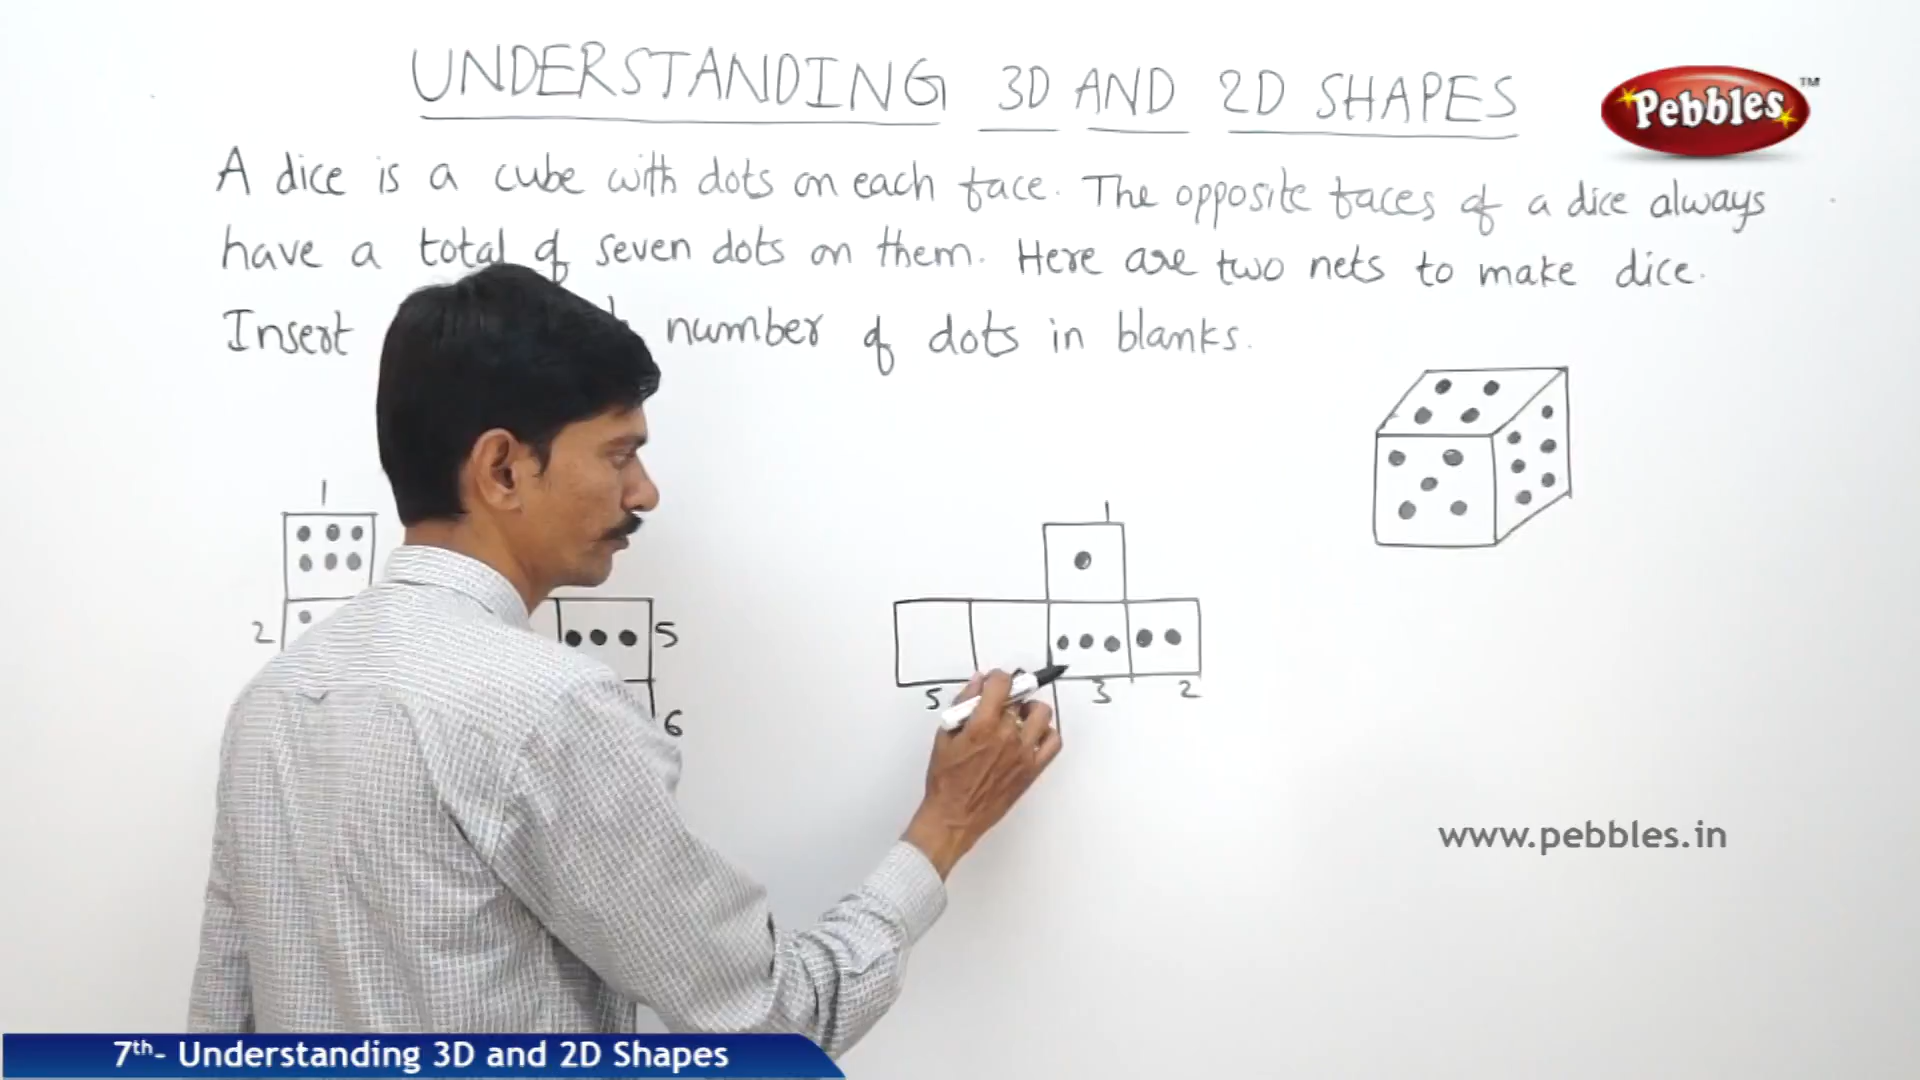 UNDERSTANDING 3D AND 2D SHAPES
Pebbles™
A dice is a cube with dots on each face. The opposite faces of a dice always
have a total of seven dots on them. Here are two nets to make dice.
Insert number of dots in blanks.
1
1
2
5
5
3
2
6
www.pebbles.in
7th- Understanding 3D and 2D Shapes